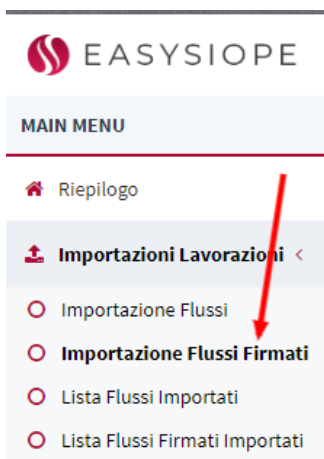 EASYSIOPE
MAIN MENU
Riepilogo
Importazioni Lavorazioni <
Importazione Flussi
Importazione Flussi Firmati
Lista Flussi Importati
Lista Flussi Firmati Importati